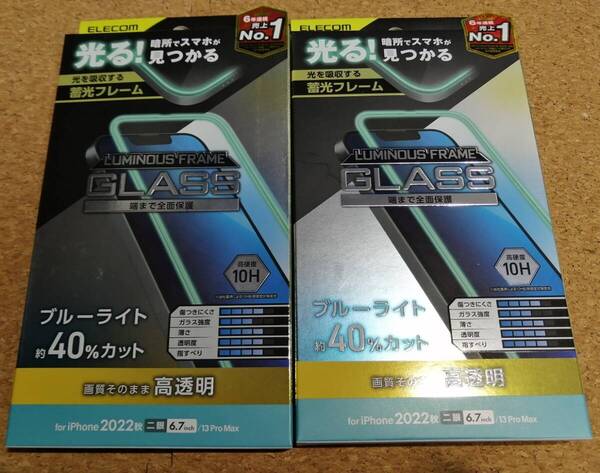 ELECOM
6年連続
売上
No.1
光る!
暗所でスマホが
見つかる
光を吸収する
蓄光フレーム
LUMINOUS FRAME
GLASS
端まで全面保護
高硬度
10H
ブルーライト
約40%カット
傷つきにくさ
ガラス強度
薄さ
透明度
指すべり
画質そのまま 高透明
for iPhone 2022秋 二眼 6.7inch /13 Pro Max
ELECOM
6年連続
売上
No.1
光る!
暗所でスマホが
見つかる
光を吸収する
蓄光フレーム
LUMINOUS FRAME
GLASS
端まで全面保護
高硬度
10H
ブルーライト
約40%カット
傷つきにくさ
ガラス強度
薄さ
透明度
指すべり
画質そのまま 高透明
for iPhone 2022秋 二眼 6.7inch /13 Pro Max